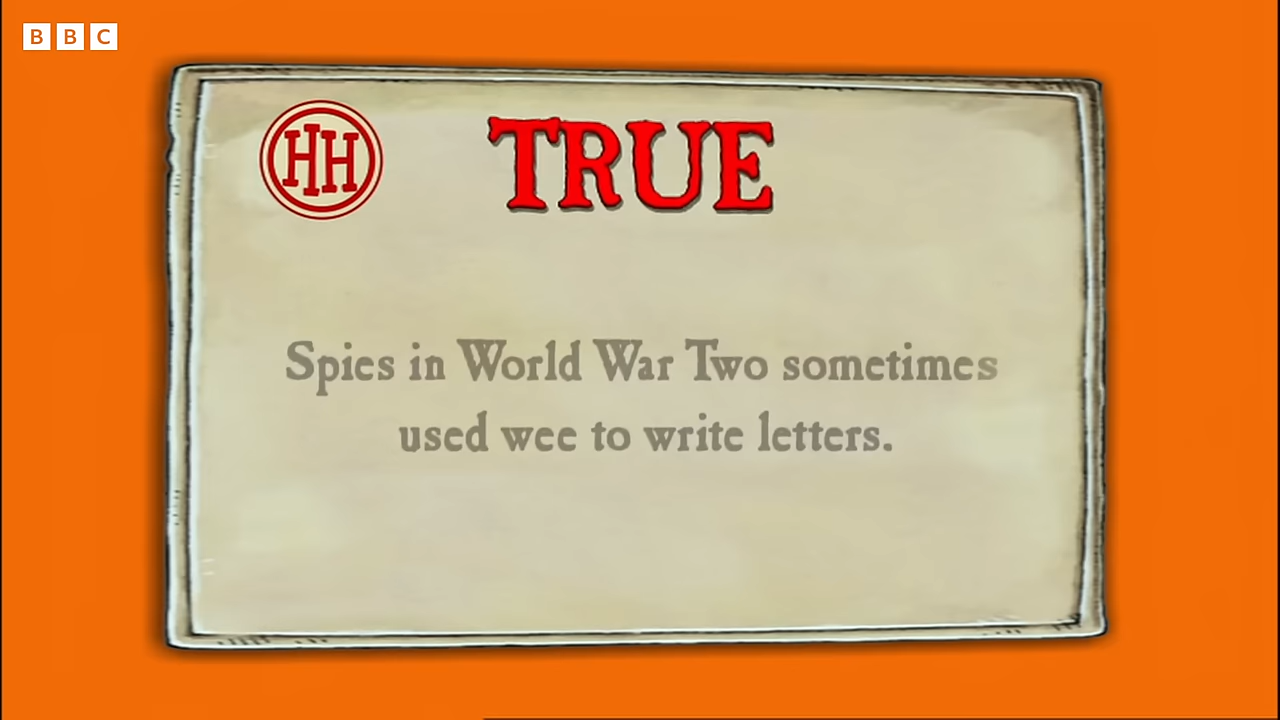 BBC
HH
TRUE
Spies in World War Two sometimes
used wee to write letters.